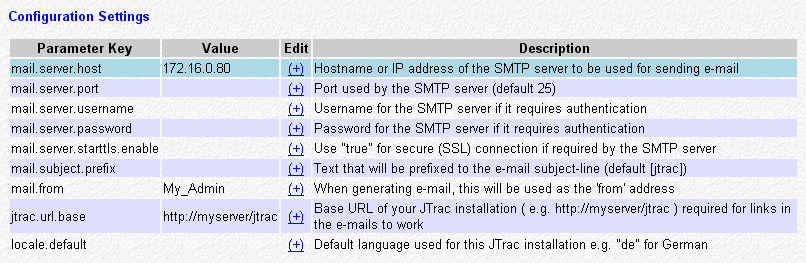 Configuration Settings
Parameter Key Value Edit Description
mail.server.host 172.16.0.80 (+) Hostname or IP address of the SMTP server to be used for sending e-mail
mail.server.port (+) Port used by the SMTP server (default 25)
mail.server.username (+) Username for the SMTP server if it requires authentication
mail.server.password (+) Password for the SMTP server if it requires authentication
mail.server.starttls.enable (+) Use "true" for secure (SSL) connection if required by the SMTP server
mail.subject.prefix (+) Text that will be prefixed to the e-mail subject-line (default [jtrac])
mail.from My_Admin (+) When generating e-mail, this will be used as the 'from' address
jtrac.url.base http://myserver/jtrac (+) Base URL of your JTrac installation ( e.g. http://myserver/jtrac ) required for links in
the e-mails to work
locale.default (+) Default language used for this JTrac installation e.g. "de" for German